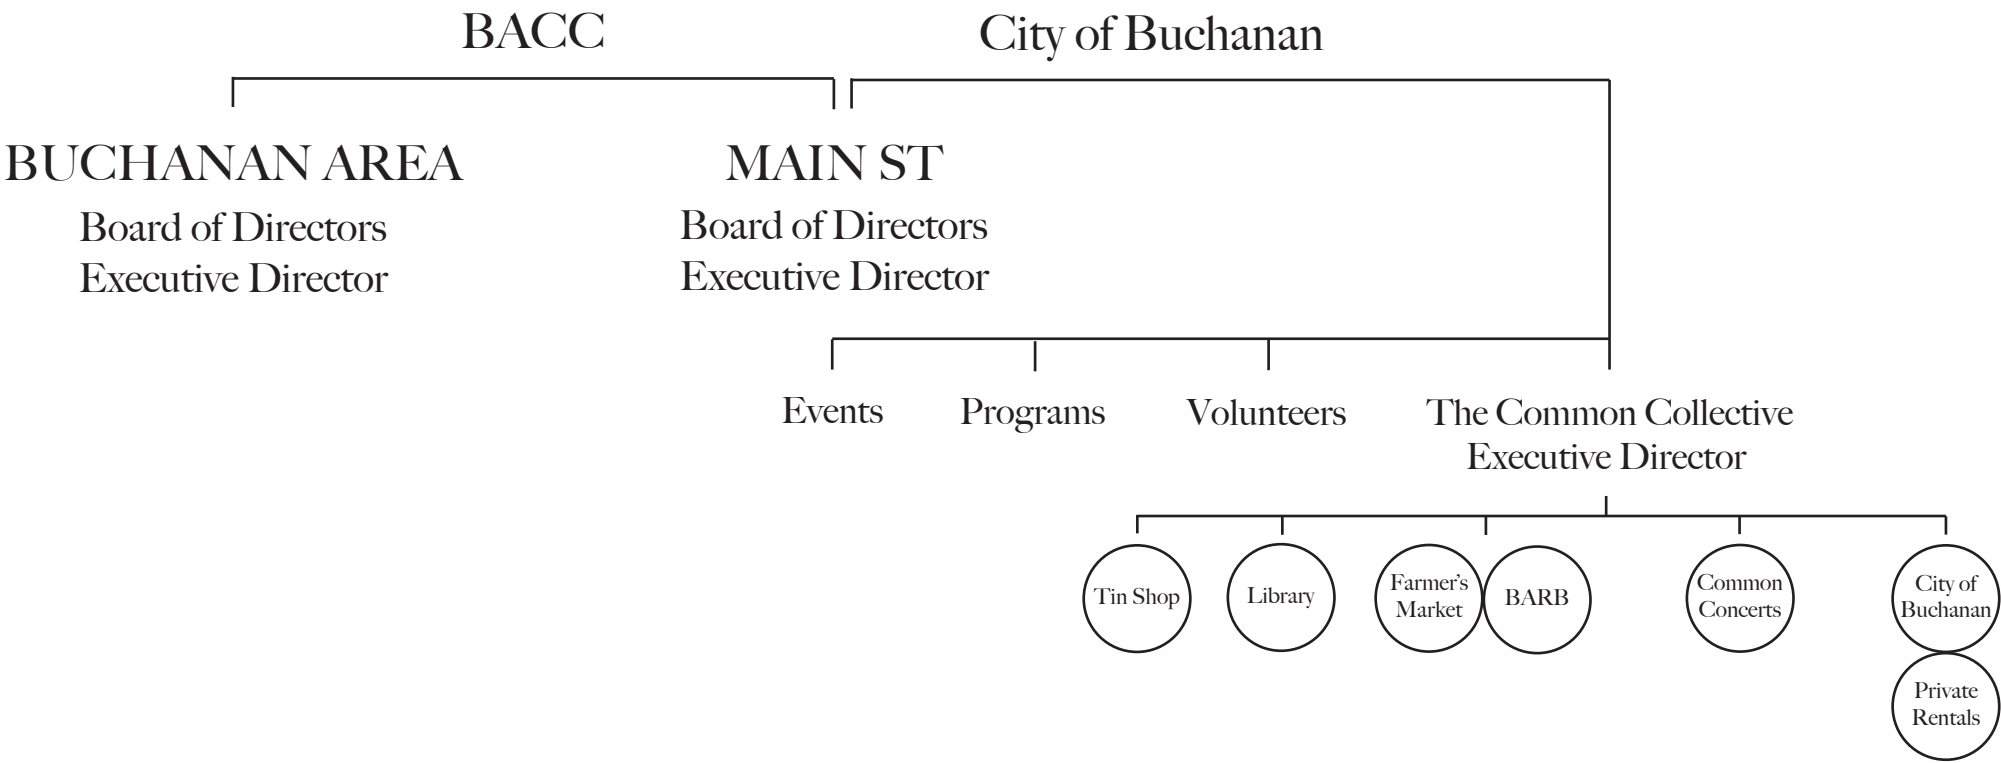 BACC
City of Buchanan
BUCHANAN AREA
Board of Directors
Executive Director
MAIN ST
Board of Directors
Executive Director
Events
Programs
Volunteers
The Common Collective
Executive Director
Tin Shop
Library
Farmer's
Market
BARB
Common
Concerts
City of
Buchanan
Private
Rentals